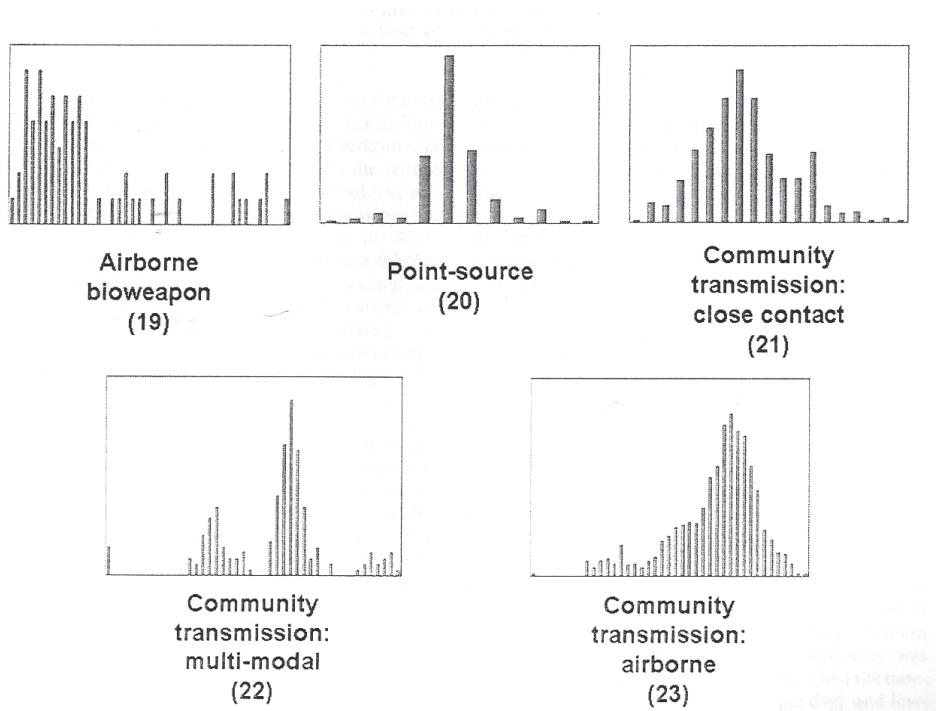 Airborne
bioweapon
(19)
Point-source
(20)
Community
transmission:
close contact
(21)
Community
transmission:
multi-modal
(22)
Community
transmission:
airborne
(23)